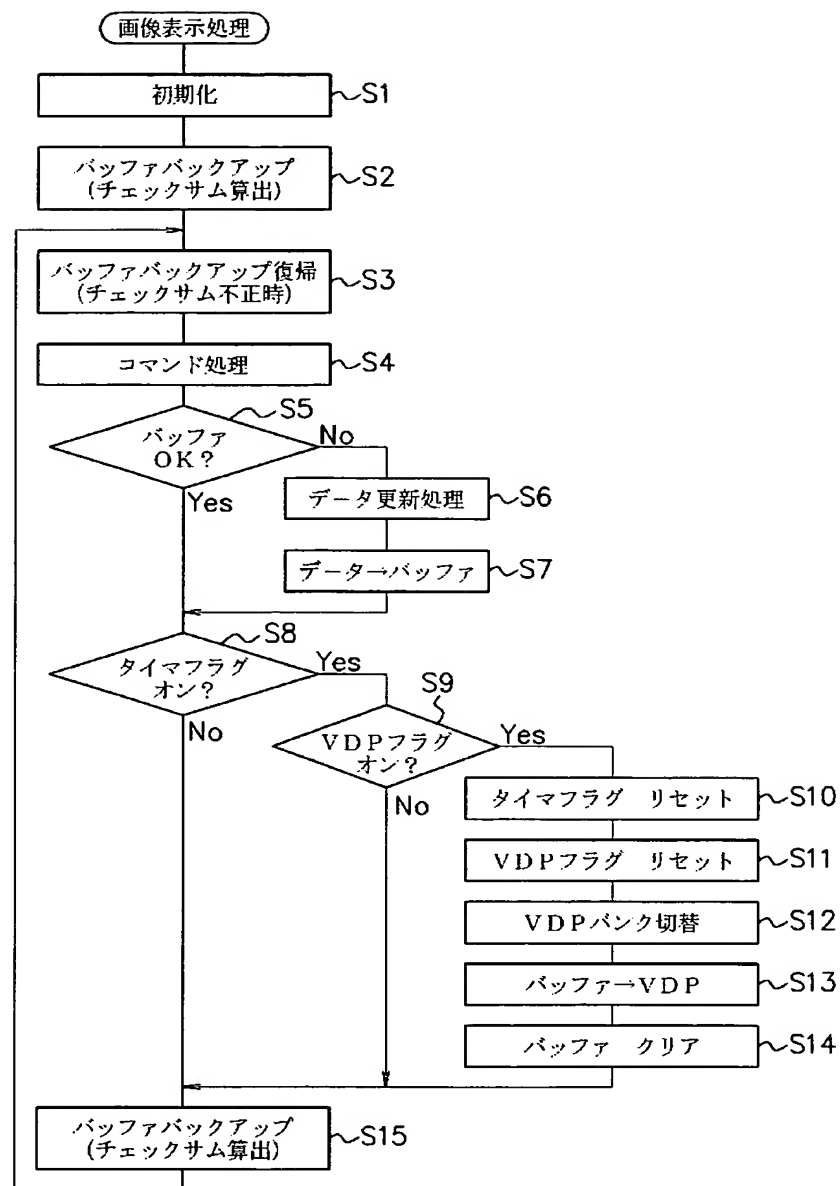 画像表示処理
初期化
S1
バッファバックアップ
(チェックサム算出)
S2
バッファバックアップ復帰
(チェックサム不正時)
S3
コマンド処理
S4
S5
バッファ
OK?
No
Yes
データ更新処理
S6
データ→バッファ
S7
S8
タイマフラグ
オン?
Yes
No
S9
VDPフラグ
オン?
Yes
No
タイマフラグ リセット
S10
VDPフラグ リセット
S11
VDPバンク切替
S12
バッファ→VDP
S13
バッファ クリア
S14
バッファバックアップ
(チェックサム算出)
S15